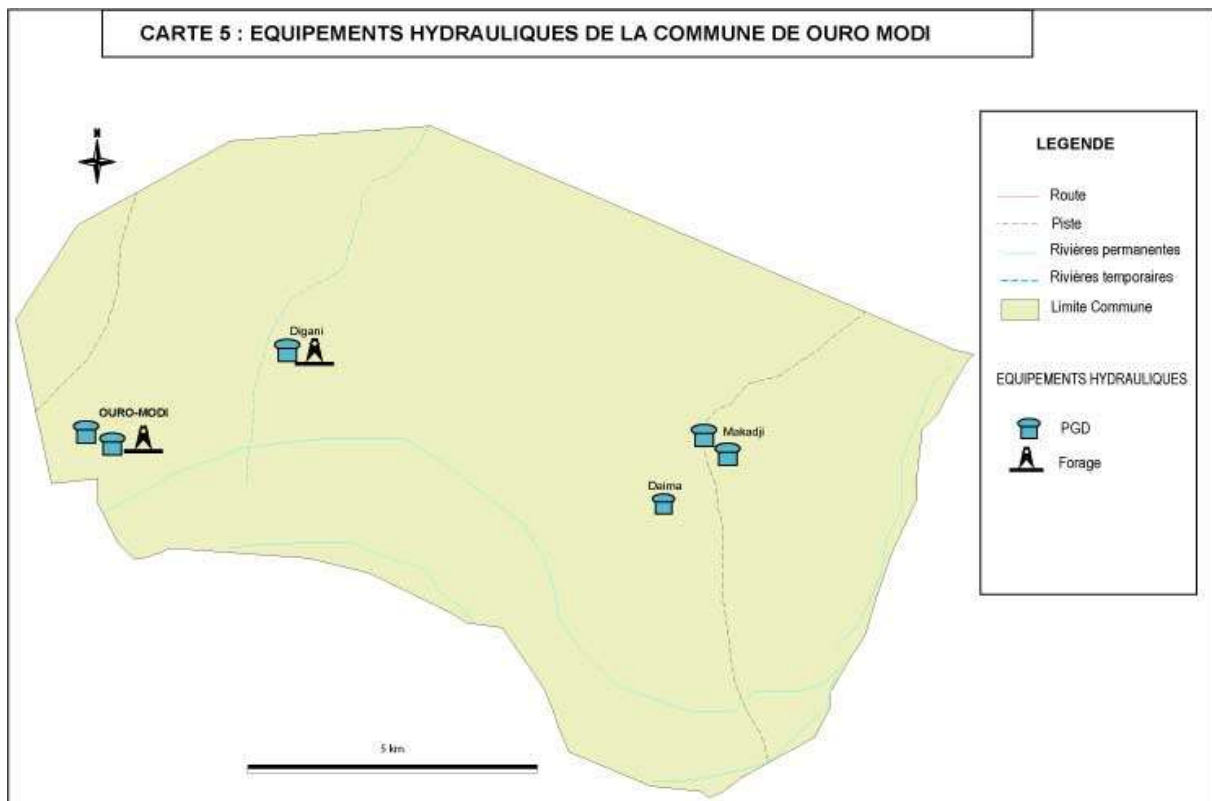 CARTE 5 : EQUIPEMENTS HYDRAULIQUES DE LA COMMUNE DE OURO MODI
N
LEGENDE
Route
Piste
Rivières permanentes
Rivières temporaires
Limite Commune
EQUIPEMENTS HYDRAULIQUES
PGD
Forage
Digani
OURO-MODI
Makadji
Daima
5 km